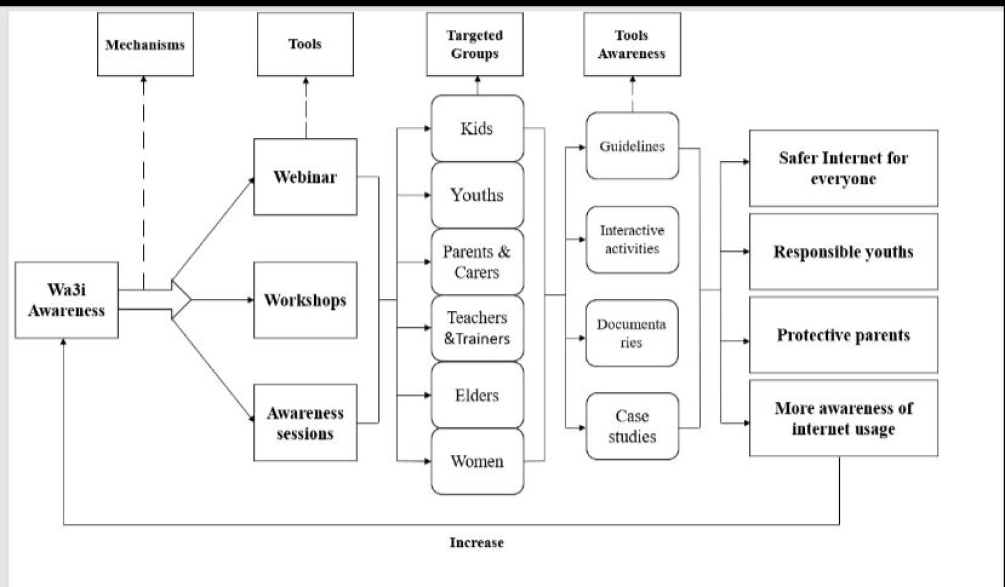 Mechanisms
Tools
Targeted
Groups
Tools
Awareness
Wa3i
Awareness
Webinar
Workshops
Awareness
sessions
Kids
Youths
Parents &
Carers
Teachers
&Trainers
Elders
Women
Guidelines
Interactive
activities
Documenta
ries
Case
studies
Safer Internet for
everyone
Responsible youths
Protective parents
More awareness of
internet usage
Increase